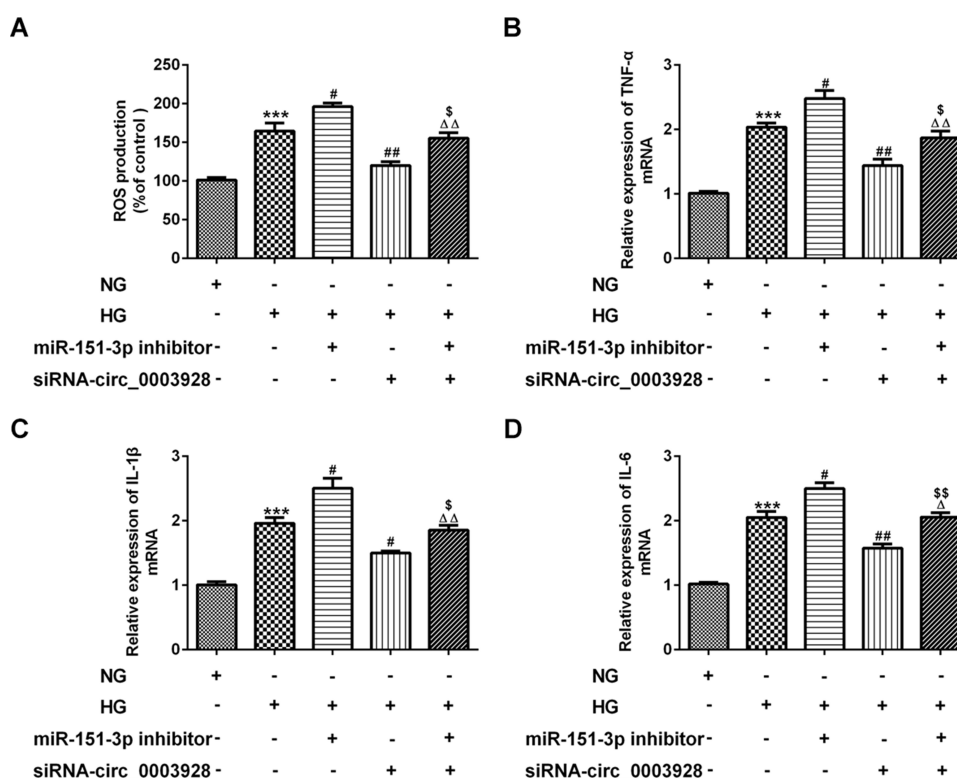 A
ROS production
(%of control )
250
200
150
100
50
0
***
#
##
$
ΔΔ
NG + - - - -
HG - + + + +
miR-151-3p inhibitor - - + - +
siRNA-circ_0003928 - - - + +
B
Relative expression of TNF-α
mRNA
3
2
1
0
***
#
##
$
ΔΔ
NG + - - - -
HG - + + + +
miR-151-3p inhibitor - - + - +
siRNA-circ_0003928 - - - + +
C
Relative expression of IL-1β
mRNA
3
2
1
0
***
#
#
$
ΔΔ
NG + - - - -
HG - + + + +
miR-151-3p inhibitor - - + - +
siRNA-circ_0003928 - - - + +
D
Relative expression of IL-6
mRNA
3
2
1
0
***
#
##
$$
Δ
NG + - - - -
HG - + + + +
miR-151-3p inhibitor - - + - +
siRNA-circ_0003928 - - - + +